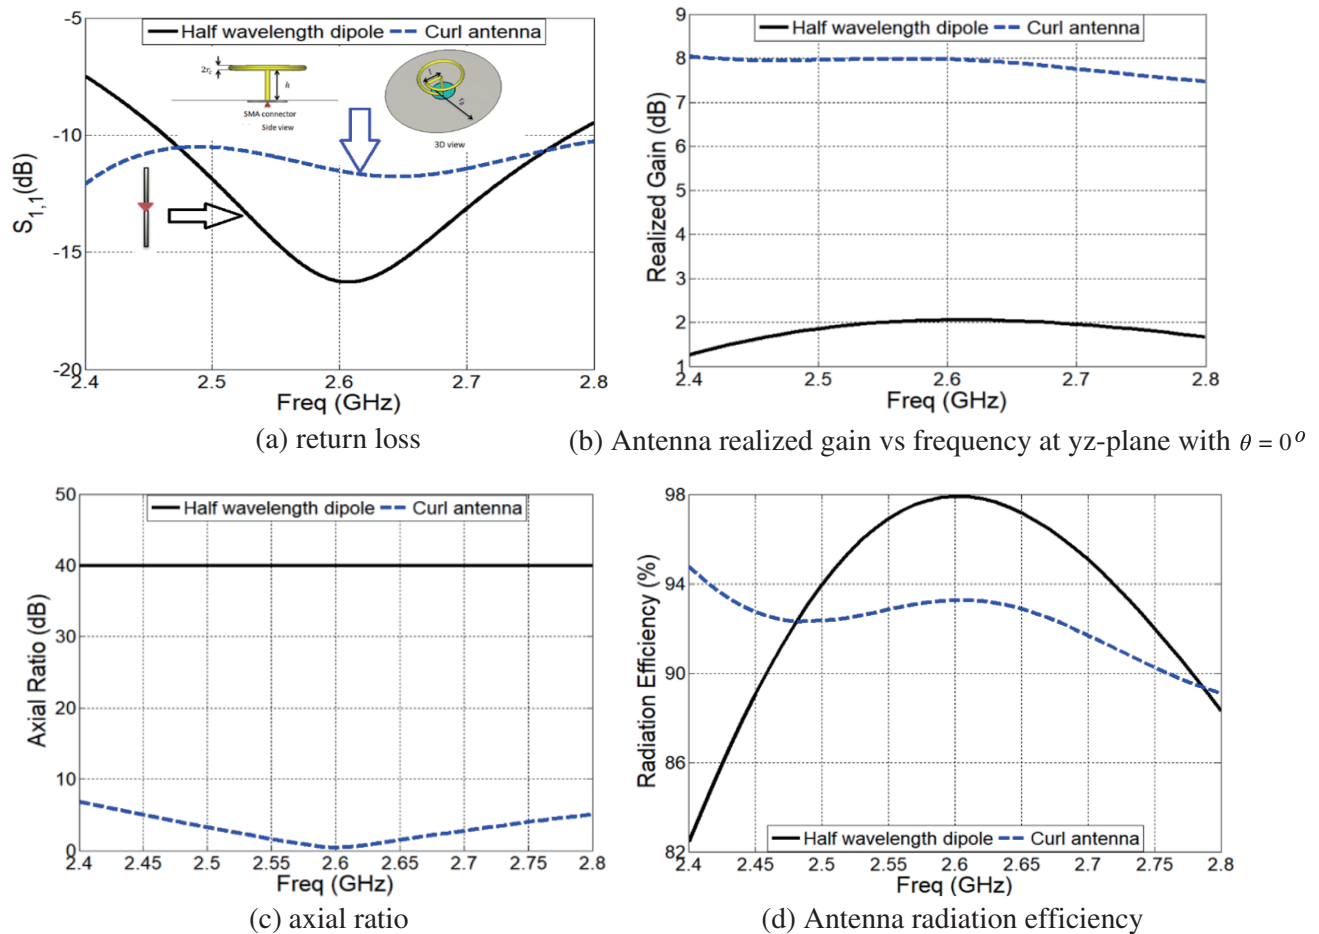 Half wavelength dipole Curl antenna
-5
-10
-15
-20
S1,1(dB)
2rc
h
SMA connector
Side view
3D view
2.4 2.5 2.6 2.7 2.8
Freq (GHz)
(a) return loss
Half wavelength dipole Curl antenna
9
8
7
6
5
4
3
2
1
Realized Gain (dB)
2.4 2.5 2.6 2.7 2.8
Freq (GHz)
(b) Antenna realized gain vs frequency at yz-plane with θ = 0º
Half wavelength dipole Curl antenna
50
40
30
20
10
0
Axial Ratio (dB)
2.4 2.45 2.5 2.55 2.6 2.65 2.7 2.75 2.8
Freq (GHz)
(c) axial ratio
98
94
90
86
82
Radiation Efficiency (%)
Half wavelength dipole Curl antenna
2.4 2.45 2.5 2.55 2.6 2.65 2.7 2.75 2.8
Freq (GHz)
(d) Antenna radiation efficiency